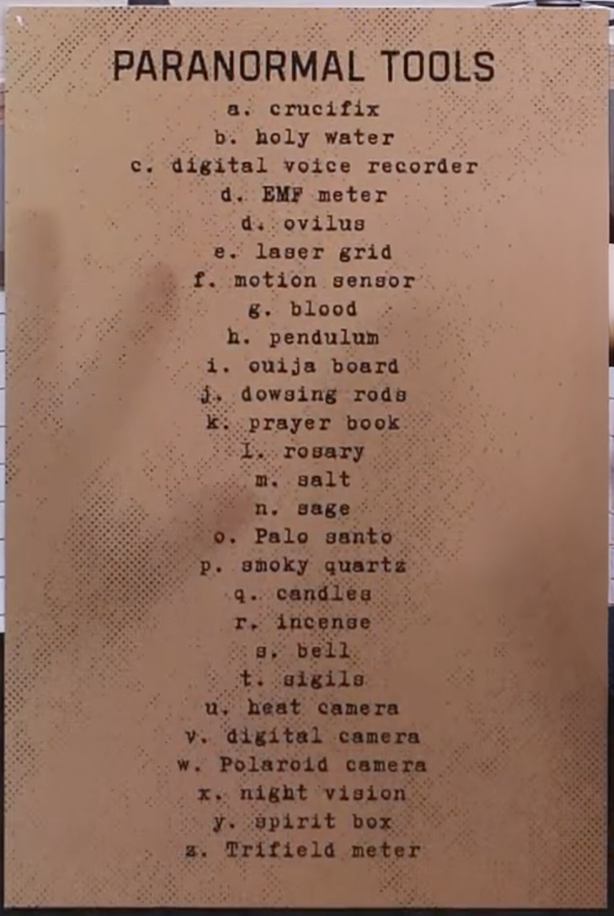 PARANORMAL TOOLS
a. crucifix
b. holy water
c. digital voice recorder
d. EMF meter
d. ovilus
e. laser grid
f. motion sensor
g. blood
h. pendulum
i. ouija board
j. dowsing rods
k. prayer book
l. rosary
m. salt
n. sage
o. Palo santo
p. smoky quartz
q. candles
r. incense
s. bell
t. sigils
u. heat camera
v. digital camera
w. Polaroid camera
x. night vision
y. spirit box
z. Trifield meter